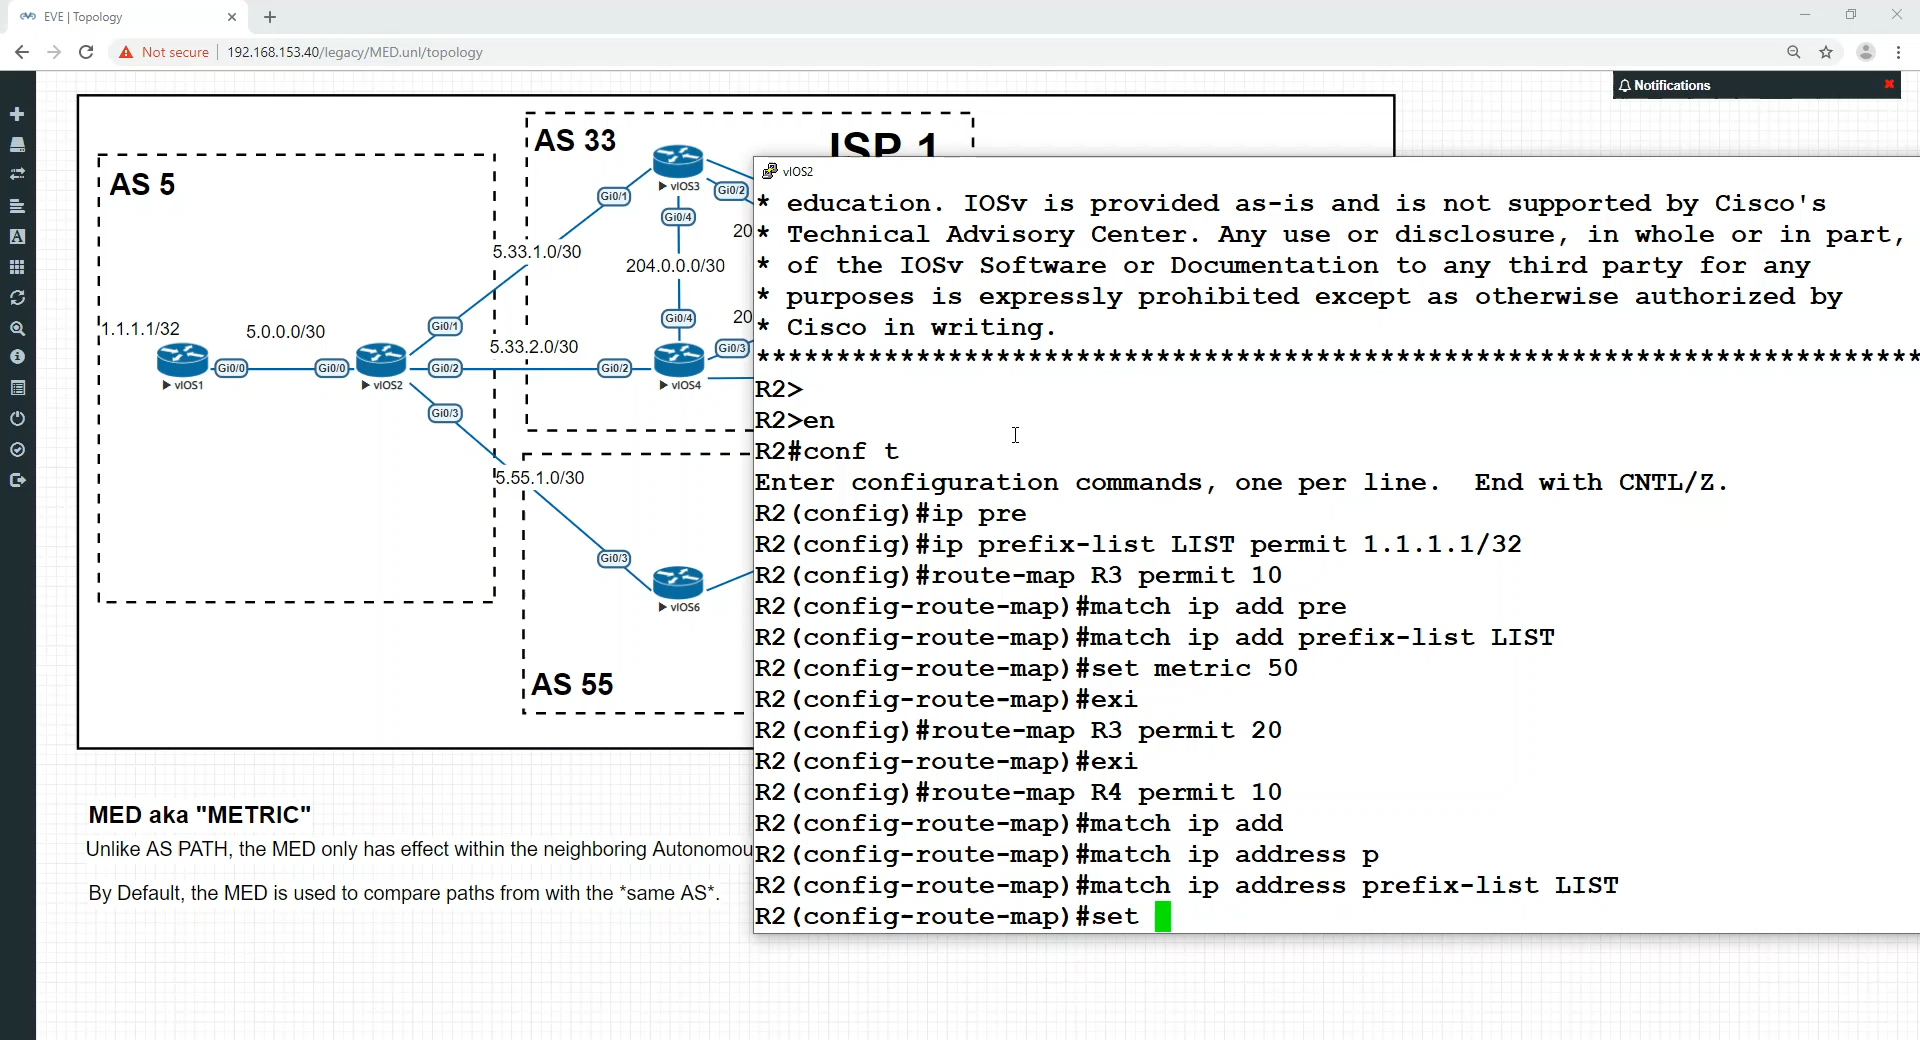 EVE | Topology
Not secure
192.168.153.40/legacy/MED.unl/topology
Notifications
AS 33
ISP 1
AS 5
vIOS3
Gi0/1
Gi0/2
Gi0/4
5.33.1.0/30
20
204.0.0.0/30
1.1.1.1/32
5.0.0.0/30
Gi0/1
Gi0/4
20
5.33.2.0/30
Gi0/3
Gi0/0
Gi0/0
Gi0/2
Gi0/2
vIOS1
vIOS2
vIOS4
Gi0/3
5.55.1.0/30
Gi0/3
vIOS6
AS 55
MED aka "METRIC"
Unlike AS PATH, the MED only has effect within the neighboring Autonomou
By Default, the MED is used to compare paths from with the *same AS*.
vIOS2
* education. IOSv is provided as-is and is not supported by Cisco's
* Technical Advisory Center. Any use or disclosure, in whole or in part,
* of the IOSv Software or Documentation to any third party for any
* purposes is expressly prohibited except as otherwise authorized by
* Cisco in writing.
*************************************************************************
R2>
R2>en
R2#conf t
Enter configuration commands, one per line.  End with CNTL/Z.
R2(config)#ip pre
R2(config)#ip prefix-list LIST permit 1.1.1.1/32
R2(config)#route-map R3 permit 10
R2(config-route-map)#match ip add pre
R2(config-route-map)#match ip add prefix-list LIST
R2(config-route-map)#set metric 50
R2(config-route-map)#exi
R2(config)#route-map R3 permit 20
R2(config-route-map)#exi
R2(config)#route-map R4 permit 10
R2(config-route-map)#match ip add
R2(config-route-map)#match ip address p
R2(config-route-map)#match ip address prefix-list LIST
R2(config-route-map)#set